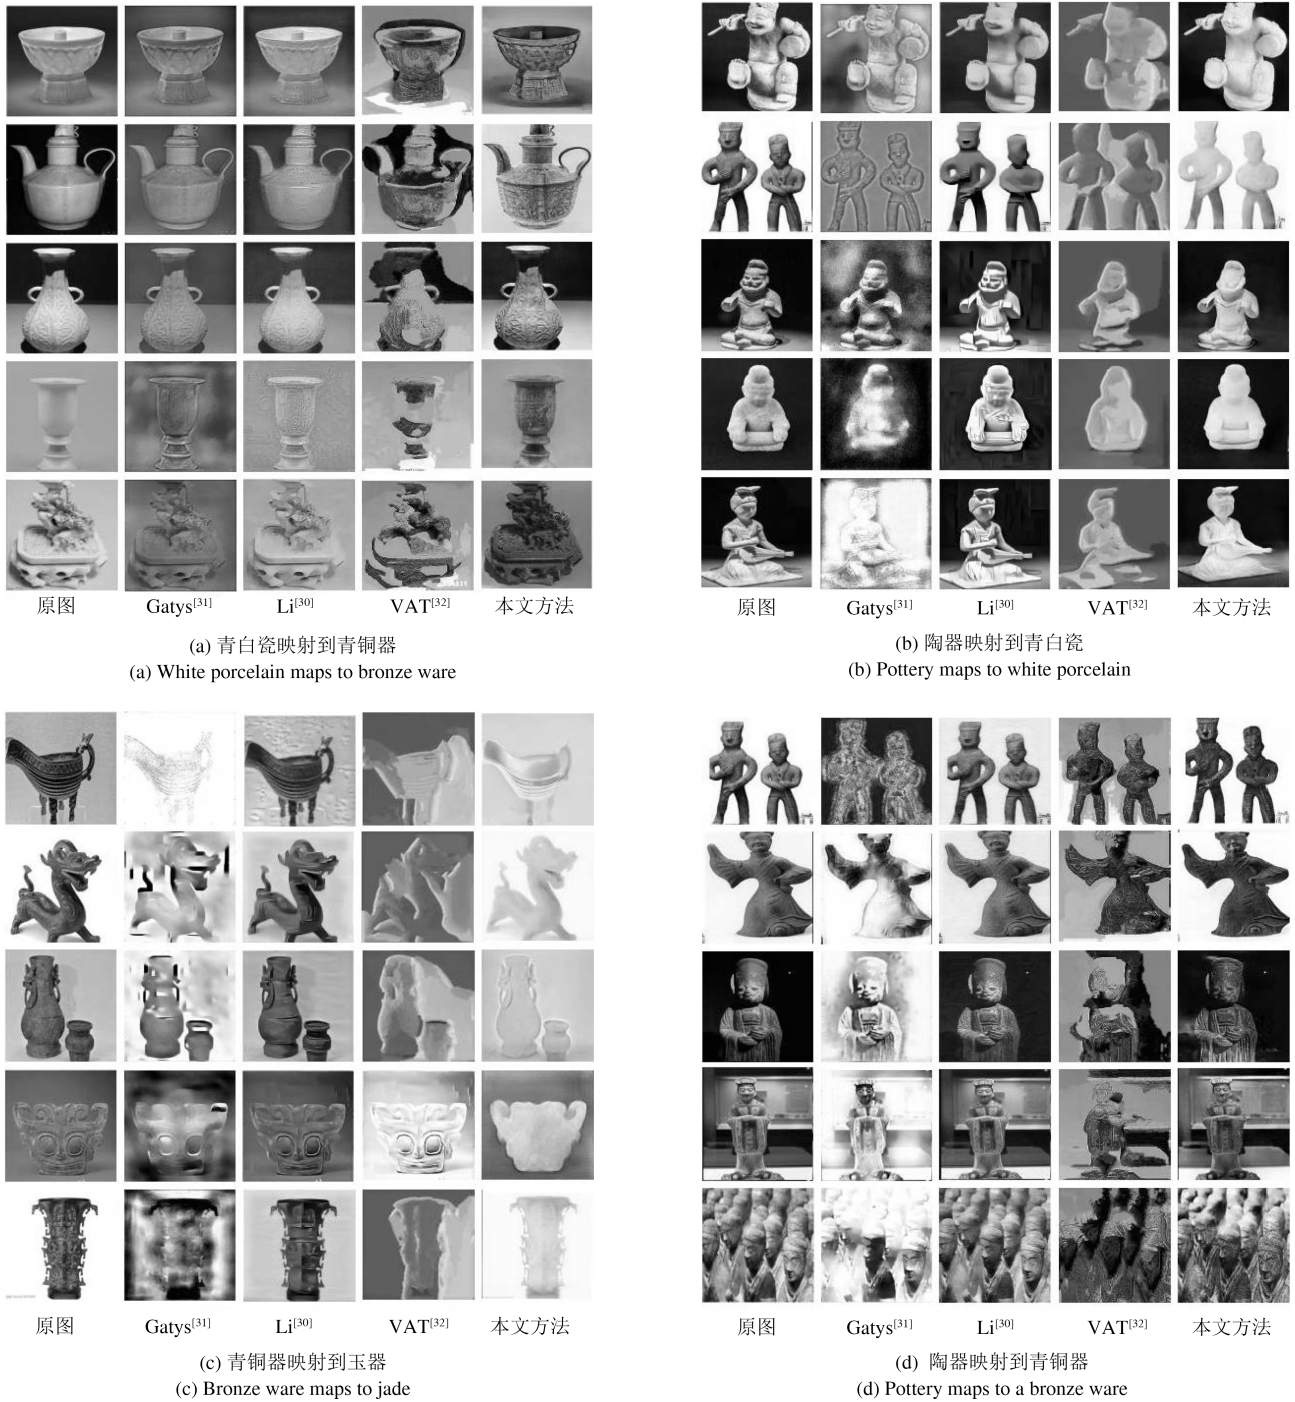 原图 Gatys[31] Li[30] VAT[32] 本文方法
(a) 青白瓷映射到青铜器
(a) White porcelain maps to bronze ware
原图 Gatys[31] Li[30] VAT[32] 本文方法
(b) 陶器映射到青白瓷
(b) Pottery maps to white porcelain
原图 Gatys[31] Li[30] VAT[32] 本文方法
(c) 青铜器映射到玉器
(c) Bronze ware maps to jade
原图 Gatys[31] Li[30] VAT[32] 本文方法
(d) 陶器映射到青铜器
(d) Pottery maps to a bronze ware